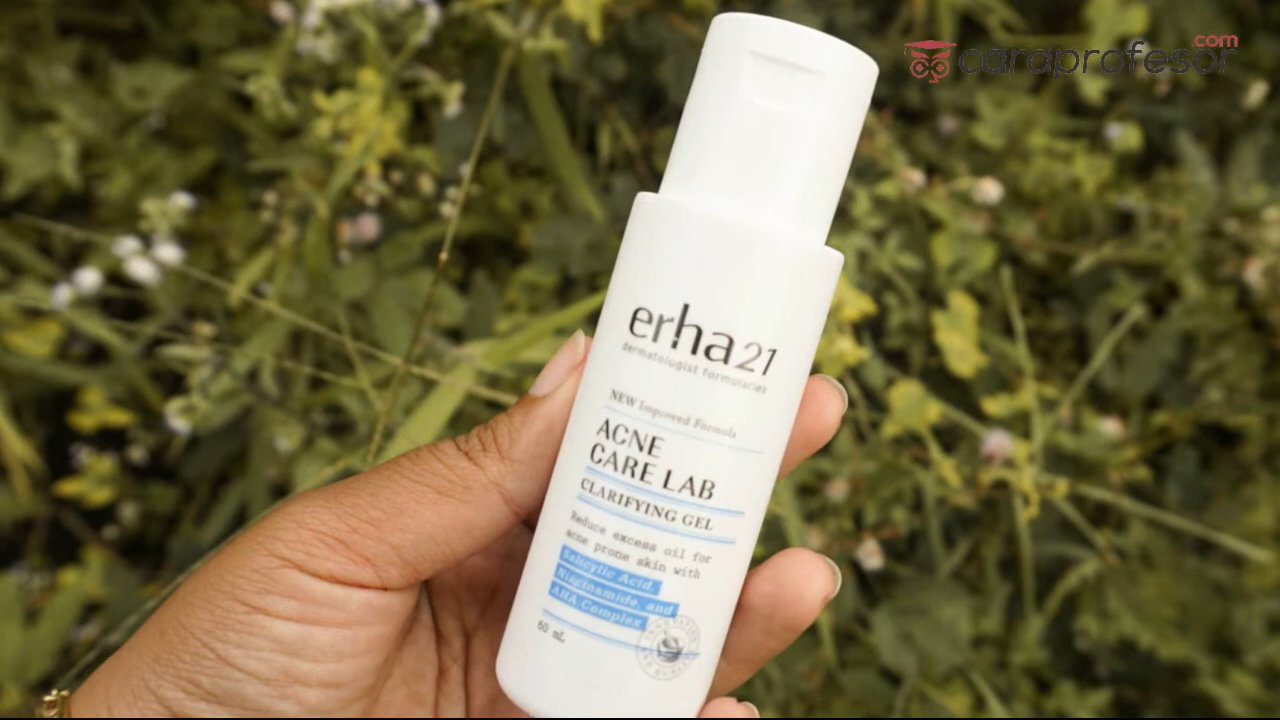 .com
caraprofesor
erha21
dermatologist formularies
NEW Improved Formula
ACNE
CARE LAB
CLARIFYING GEL
Reduce excess oil for
acne prone skin with
Salicylic Acid,
Niacinamide, and
AHA Complex
60 mL